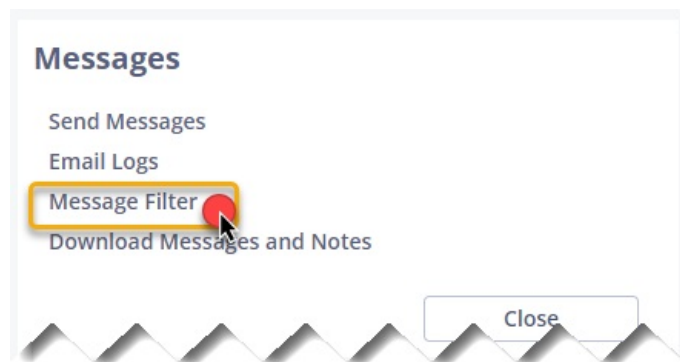 Messages
Send Messages
Email Logs
Message Filter
Download Messages and Notes
Close